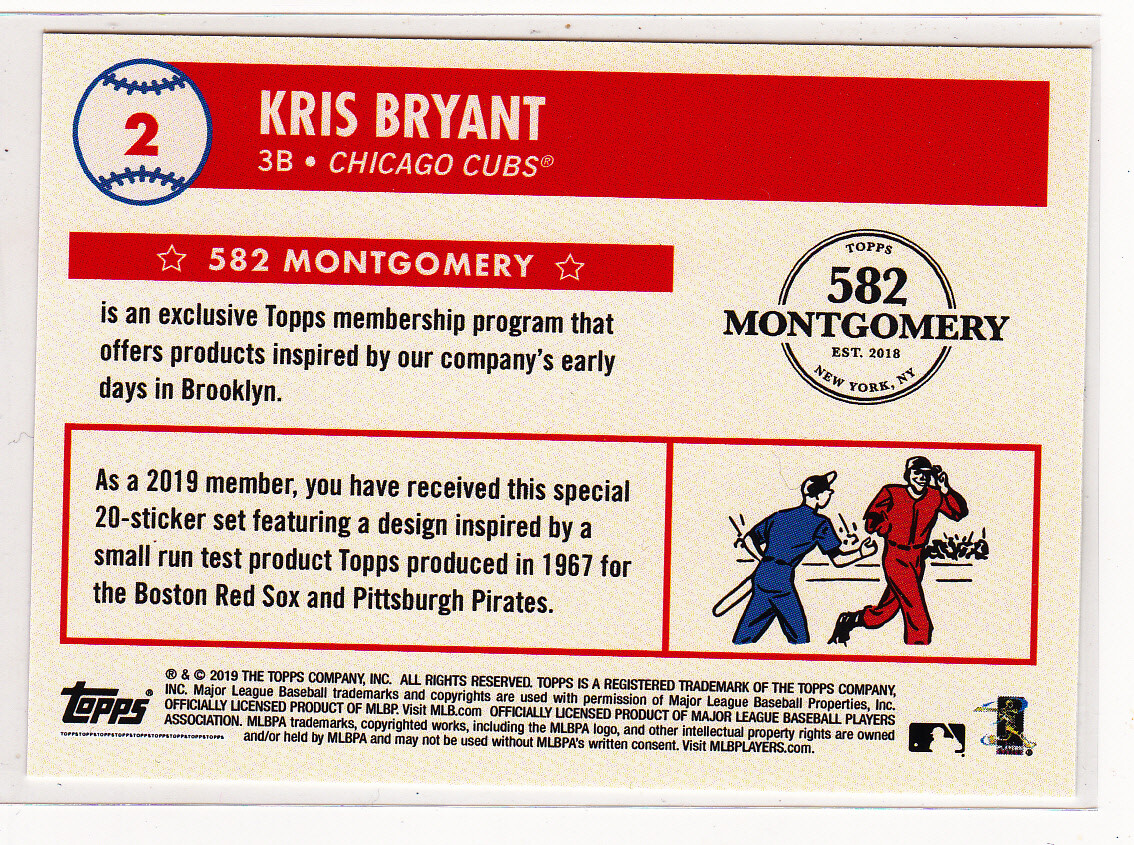 2
KRIS BRYANT
3B • CHICAGO CUBS®
☆ 582 MONTGOMERY ☆
is an exclusive Topps membership program that
offers products inspired by our company's early
days in Brooklyn.
TOPPS
582
MONTGOMERY
EST. 2018
NEW YORK, NY
As a 2019 member, you have received this special
20-sticker set featuring a design inspired by a
small run test product Topps produced in 1967 for
the Boston Red Sox and Pittsburgh Pirates.
topps®
TOPPSTOPPSTOPPSTOPPSTOPPSTOPPSTOPPSTOPPSTOPPS
® & © 2019 THE TOPPS COMPANY, INC. ALL RIGHTS RESERVED. TOPPS IS A REGISTERED TRADEMARK OF THE TOPPS COMPANY,
INC. Major League Baseball trademarks and copyrights are used with permission of Major League Baseball Properties, Inc.
OFFICIALLY LICENSED PRODUCT OF MLBP. Visit MLB.com OFFICIALLY LICENSED PRODUCT OF MAJOR LEAGUE BASEBALL PLAYERS
ASSOCIATION. MLBPA trademarks, copyrighted works, including the MLBPA logo, and other intellectual property rights are owned
and/or held by MLBPA and may not be used without MLBPA's written consent. Visit MLBPLAYERS.com.